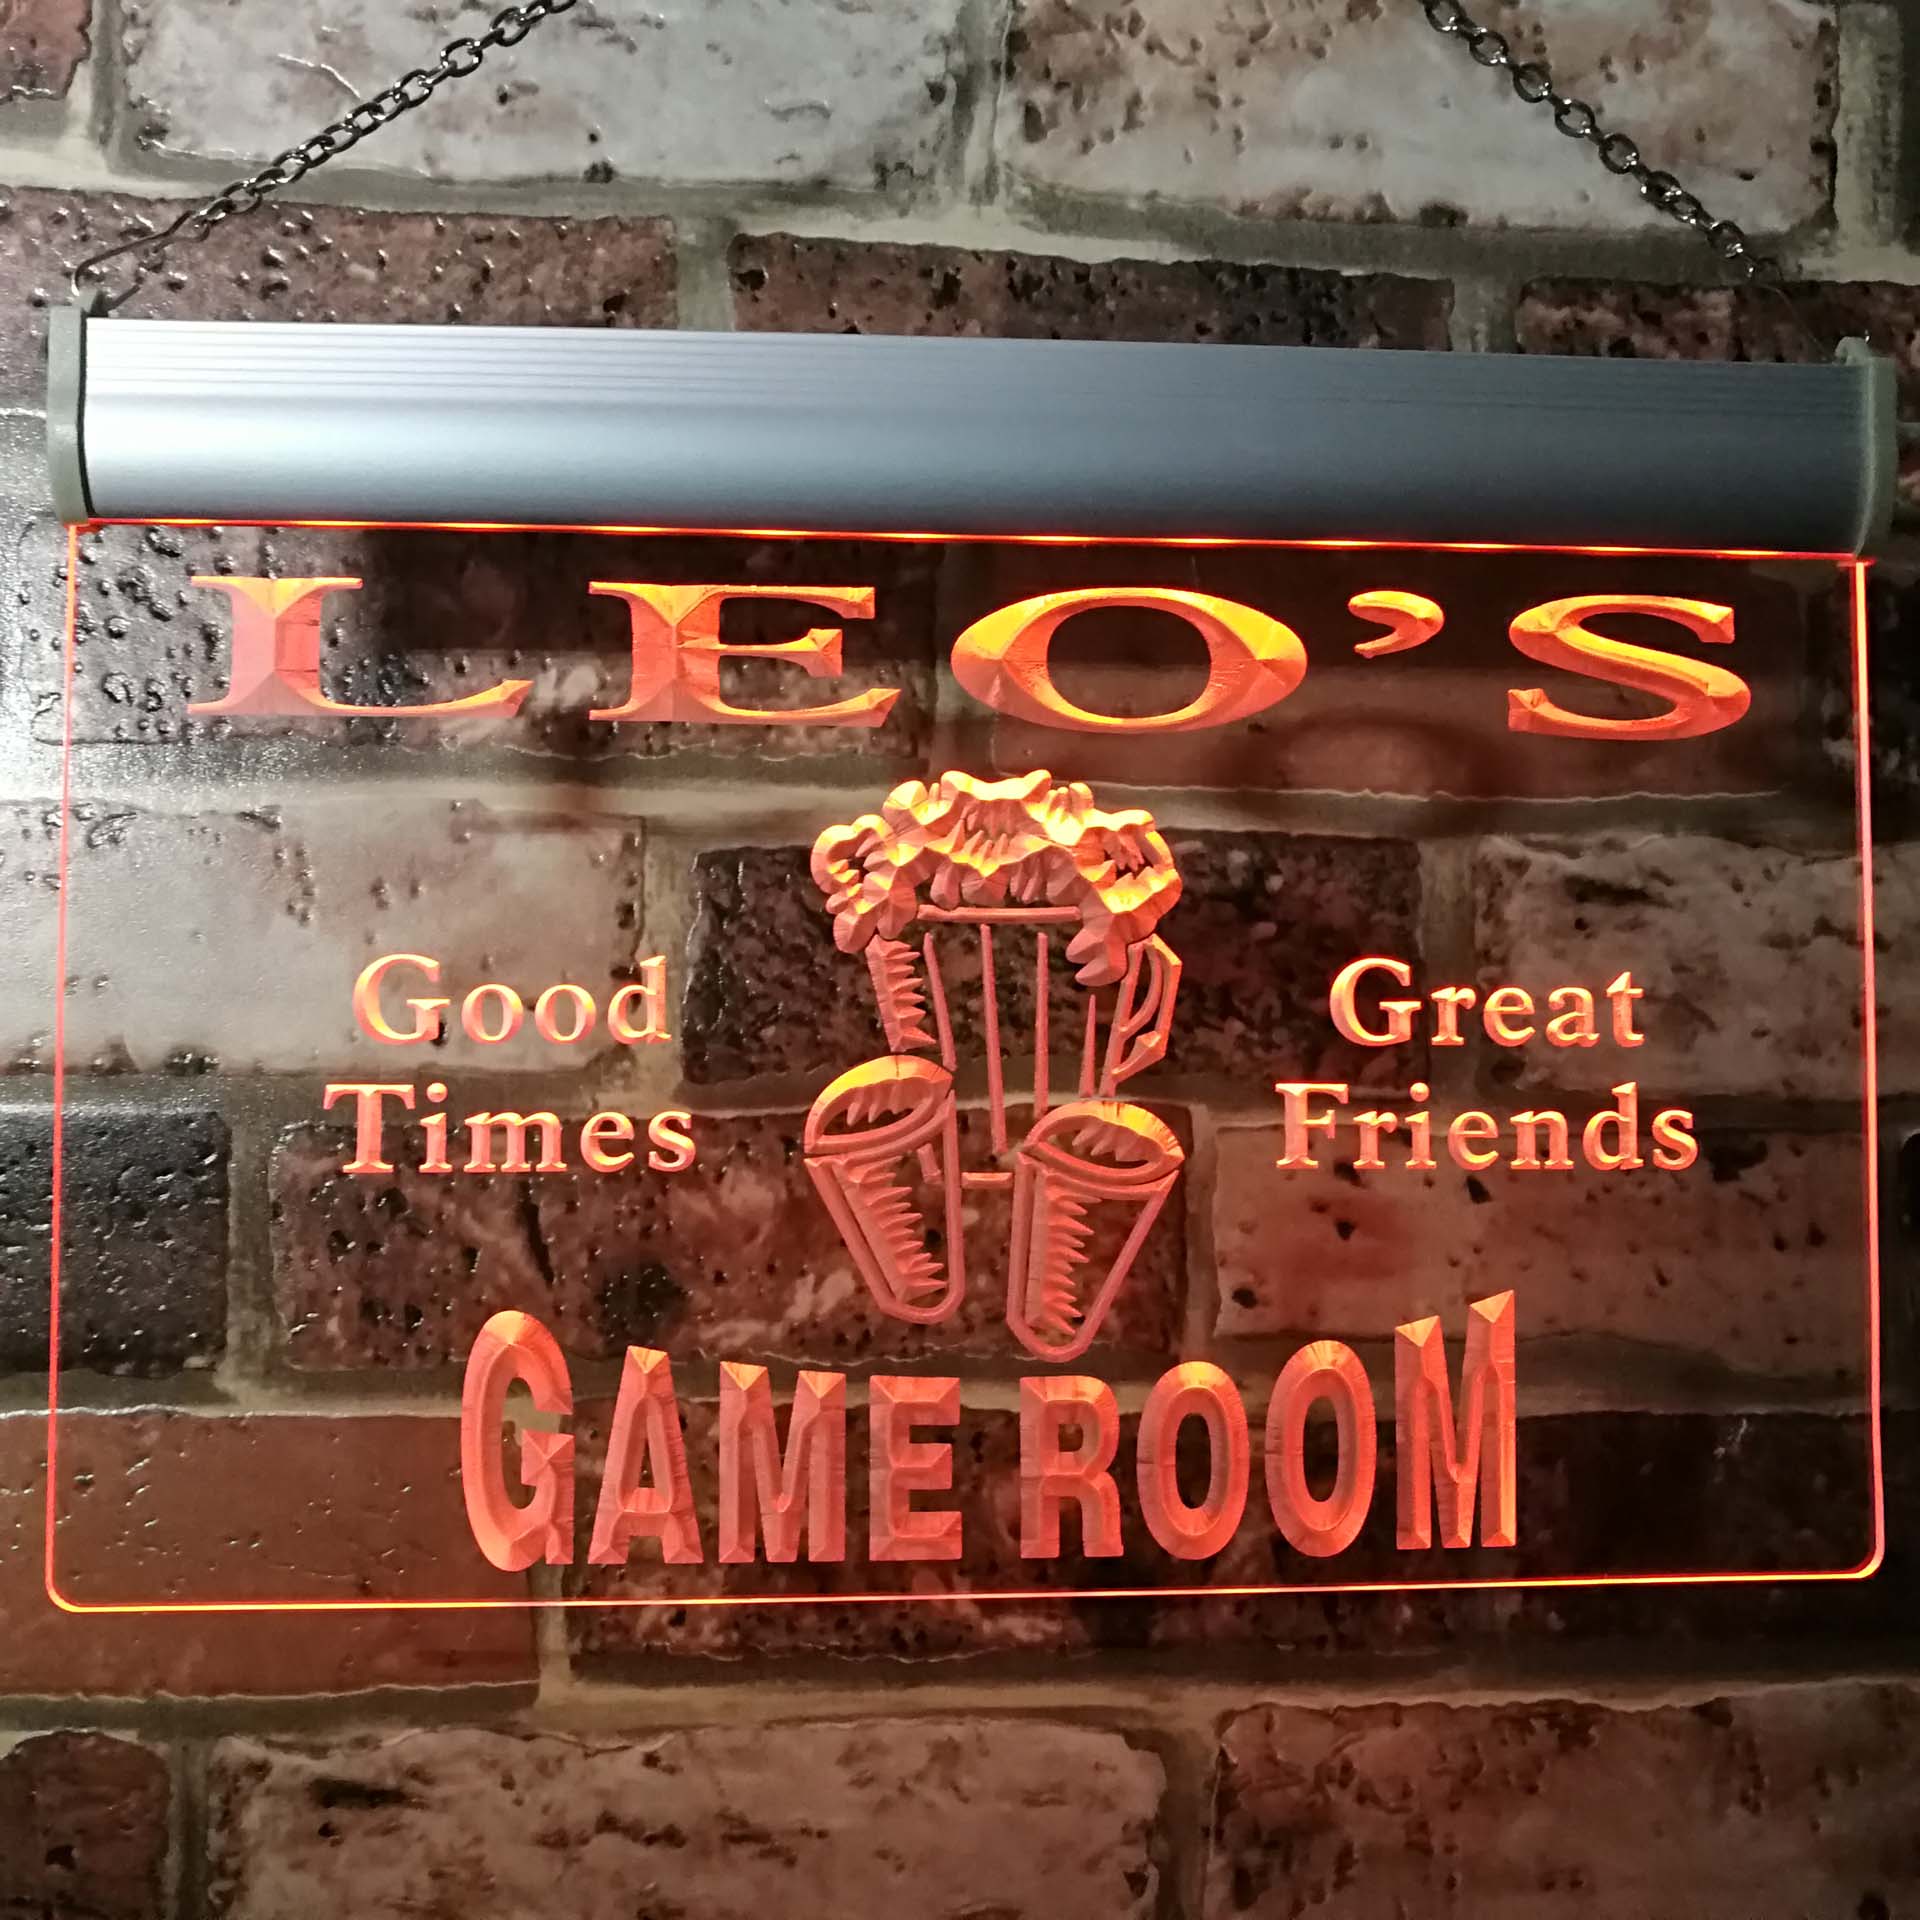 LEO'S
Good
Times
Great
Friends
GAME ROOM